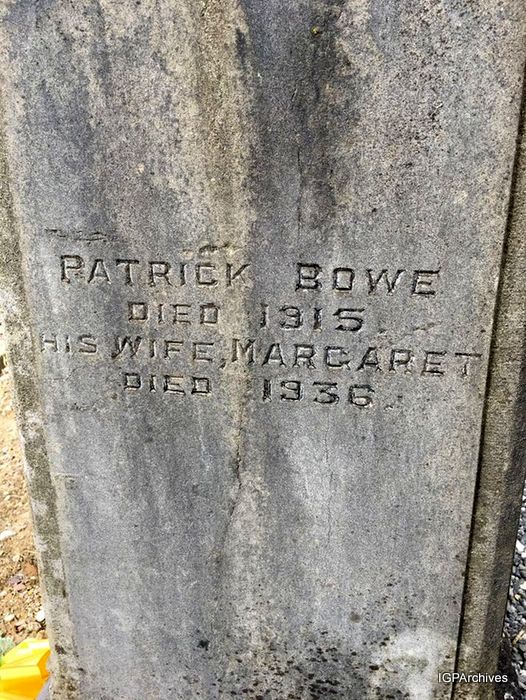 PATRICK BOWE
DIED 1915
HIS WIFE, MARGARET
DIED 1936
IGPArchives